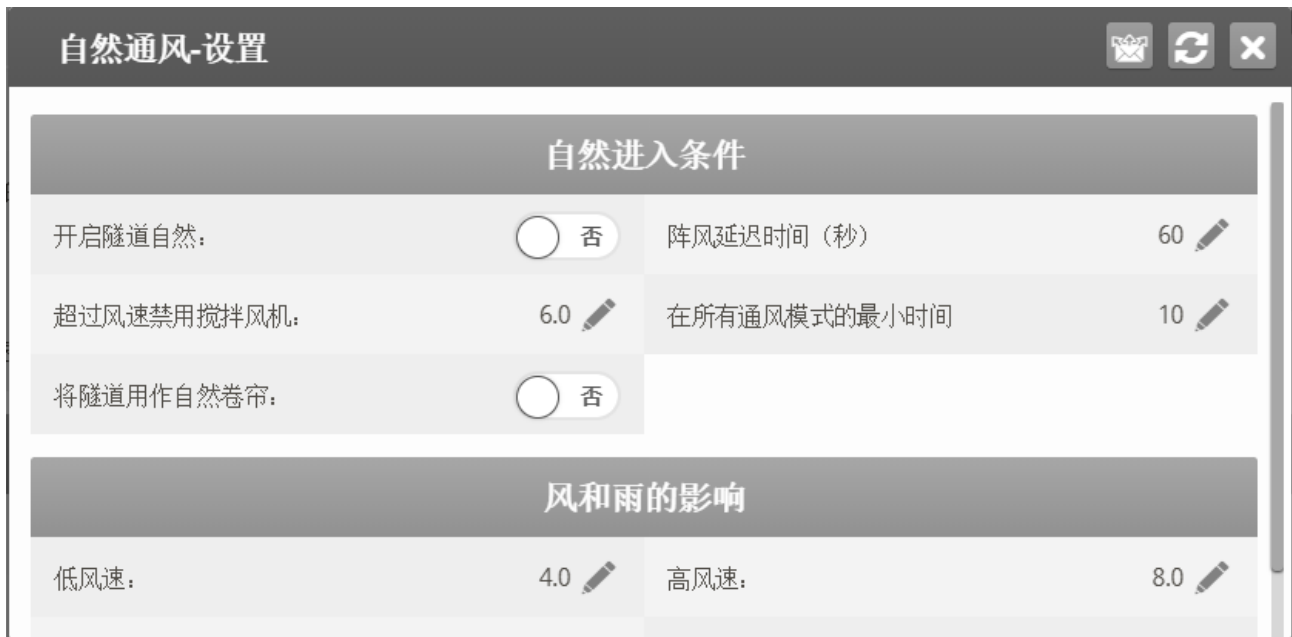 自然通风-设置
自然进入条件
开启隧道自然： 否 阵风延迟时间（秒） 60
超过风速禁用搅拌风机： 6.0 在所有通风模式的最小时间 10
将隧道用作自然卷帘： 否
风和雨的影响
低风速： 4.0 高风速： 8.0